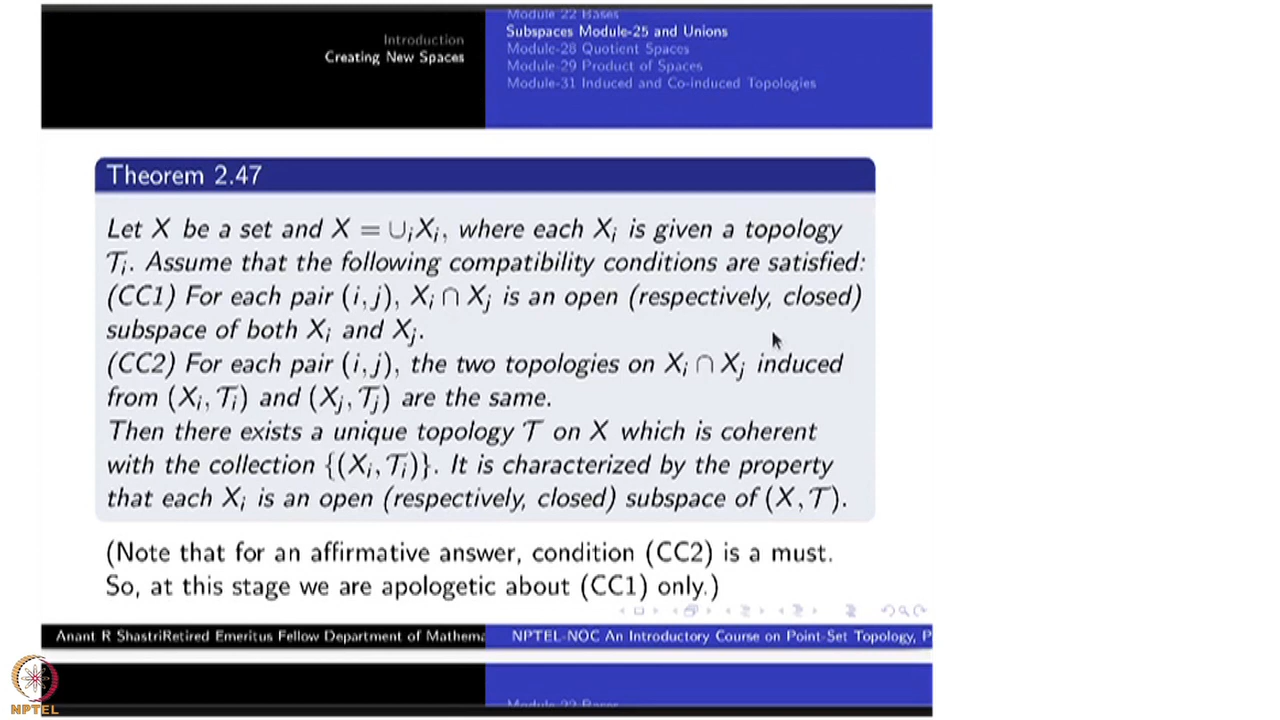 Introduction
Creating New Spaces
Module 22 Bases
Subspaces Module-25 and Unions
Module-28 Quotient Spaces
Module-29 Product of Spaces
Module-31 Induced and Co-induced Topologies
Theorem 2.47
Let X be a set and X = ∪ᵢXᵢ, where each Xᵢ is given a topology
𝒯ᵢ. Assume that the following compatibility conditions are satisfied:
(CC1) For each pair (i, j), Xᵢ ∩ Xⱼ is an open (respectively, closed)
subspace of both Xᵢ and Xⱼ.
(CC2) For each pair (i, j), the two topologies on Xᵢ ∩ Xⱼ induced
from (Xᵢ, 𝒯ᵢ) and (Xⱼ, 𝒯ⱼ) are the same.
Then there exists a unique topology 𝒯 on X which is coherent
with the collection {(Xᵢ, 𝒯ᵢ)}. It is characterized by the property
that each Xᵢ is an open (respectively, closed) subspace of (X, 𝒯).
(Note that for an affirmative answer, condition (CC2) is a must.
So, at this stage we are apologetic about (CC1) only.)
Anant R ShastriRetired Emeritus Fellow Department of Mathema
NPTEL-NOC An Introductory Course on Point-Set Topology, P
NPTEL
Module 22 Bases